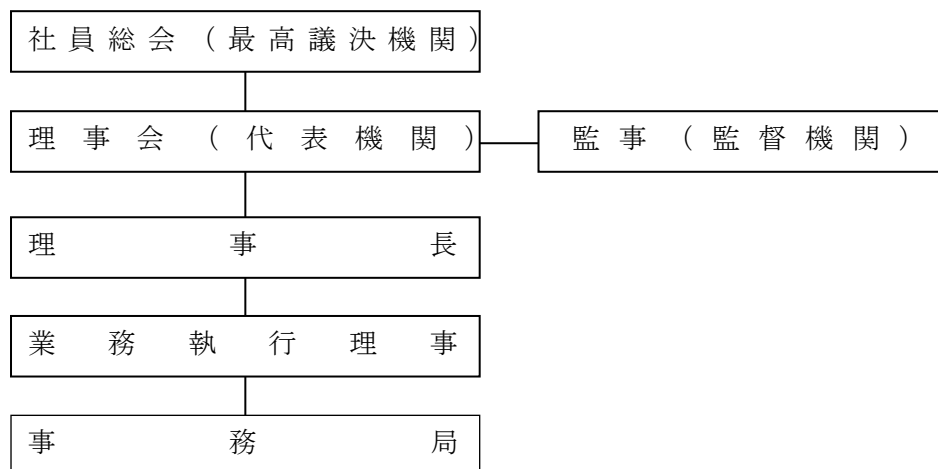 社員総会（最高議決機関）
理事会（代表機関）
監事（監督機関）
理事長
業務執行理事
事務局